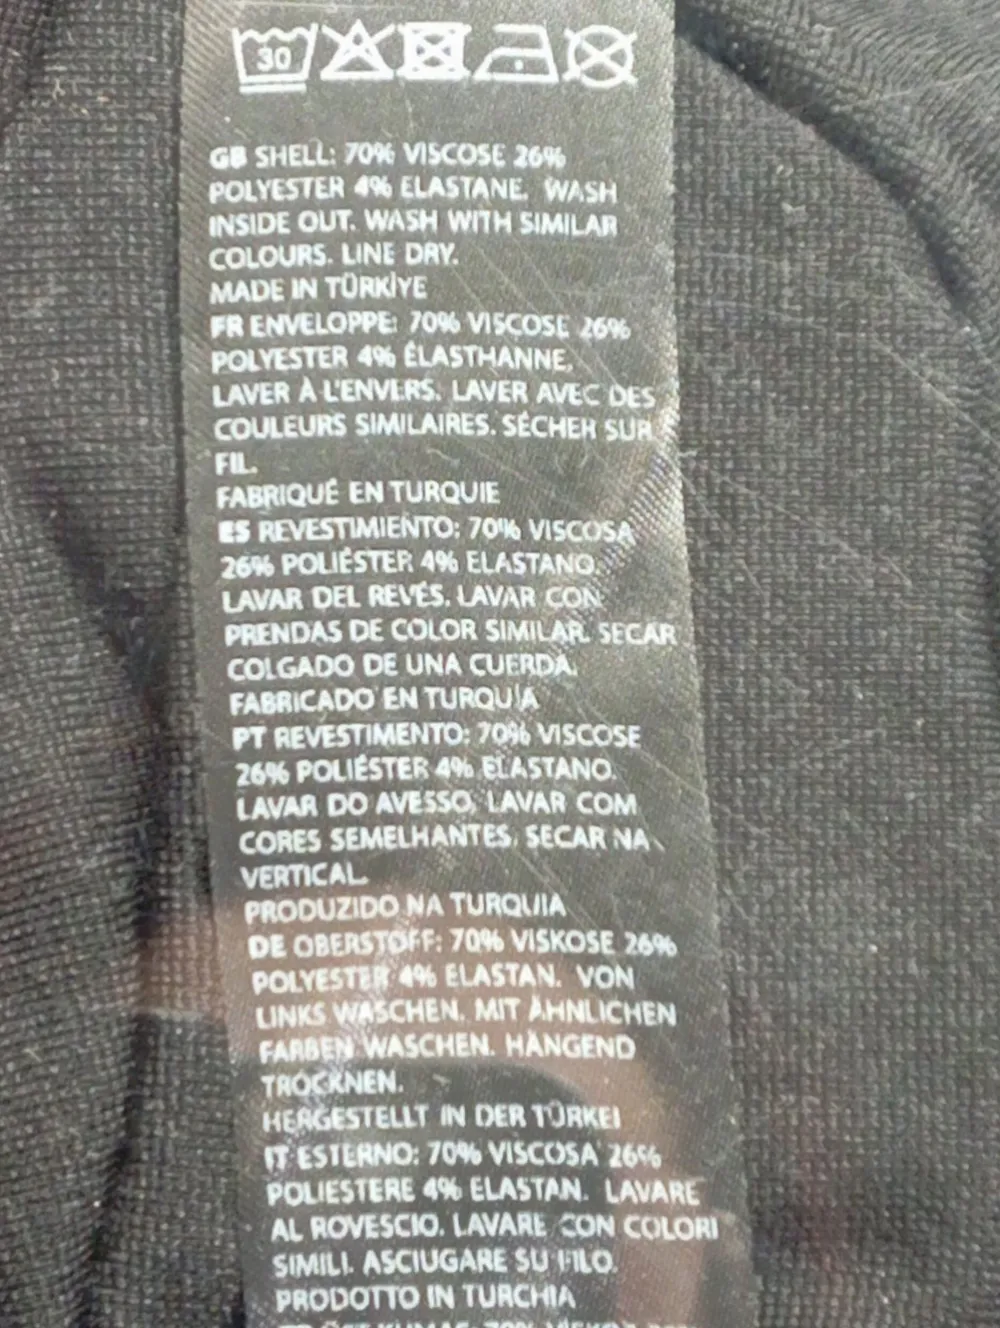 30
GB SHELL: 70% VISCOSE 26%
POLYESTER 4% ELASTANE. WASH
INSIDE OUT. WASH WITH SIMILAR
COLOURS. LINE DRY.
MADE IN TÜRKİYE
FR ENVELOPPE: 70% VISCOSE 26%
POLYESTER 4% ÉLASTHANNE.
LAVER À L'ENVERS. LAVER AVEC DES
COULEURS SIMILAIRES. SÉCHER SUR
FIL.
FABRIQUÉ EN TURQUIE
ES REVESTIMIENTO: 70% VISCOSA
26% POLIÉSTER 4% ELASTANO.
LAVAR DEL REVÉS. LAVAR CON
PRENDAS DE COLOR SIMILAR. SECAR
COLGADO DE UNA CUERDA.
FABRICADO EN TURQUÍA
PT REVESTIMENTO: 70% VISCOSE
26% POLIÉSTER 4% ELASTANO.
LAVAR DO AVESSO. LAVAR COM
CORES SEMELHANTES. SECAR NA
VERTICAL.
PRODUZIDO NA TURQUIA
DE OBERSTOFF: 70% VISKOSE 26%
POLYESTER 4% ELASTAN. VON
LINKS WASCHEN. MIT ÄHNLICHEN
FARBEN WASCHEN. HÄNGEND
TROCKNEN.
HERGESTELLT IN DER TÜRKEI
IT ESTERNO: 70% VISCOSA 26%
POLIESTERE 4% ELASTAN. LAVARE
AL ROVESCIO. LAVARE CON COLORI
SIMILI. ASCIUGARE SU FILO.
PRODOTTO IN TURCHIA